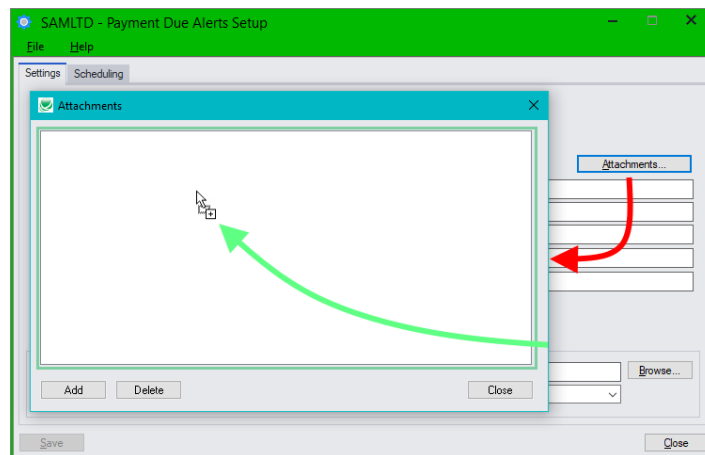 SAMLTD - Payment Due Alerts Setup
File Help
Settings Scheduling
Attachments
Attachments...
Add Delete Close
Browse...
Save Close